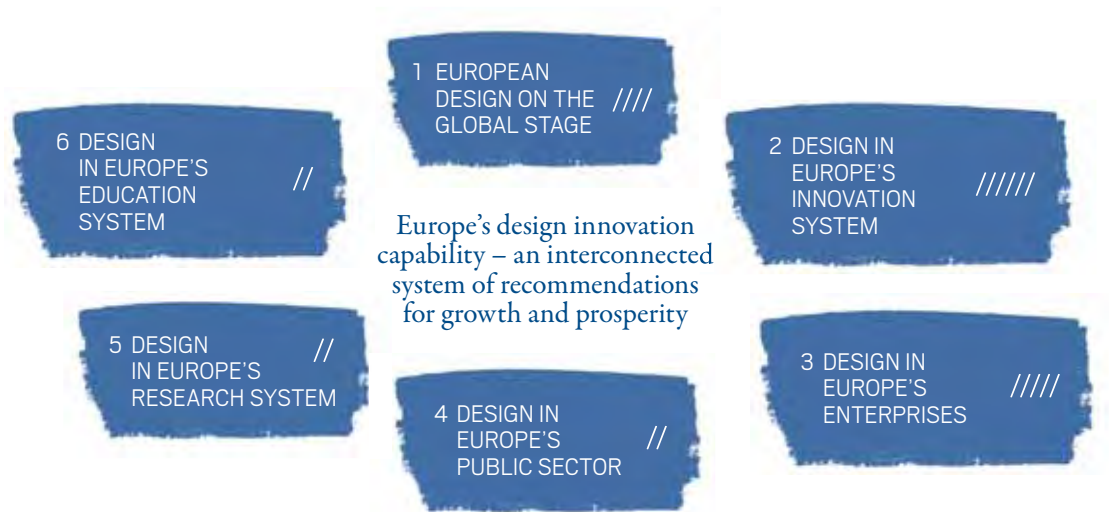 1 EUROPEAN
DESIGN ON THE ////
GLOBAL STAGE
2 DESIGN IN
EUROPE'S
INNOVATION //////
SYSTEM
3 DESIGN IN
EUROPE'S /////
ENTERPRISES
4 DESIGN IN
EUROPE'S //
PUBLIC SECTOR
5 DESIGN //
IN EUROPE'S
RESEARCH SYSTEM
6 DESIGN
IN EUROPE'S //
EDUCATION
SYSTEM
Europe's design innovation
capability – an interconnected
system of recommendations
for growth and prosperity